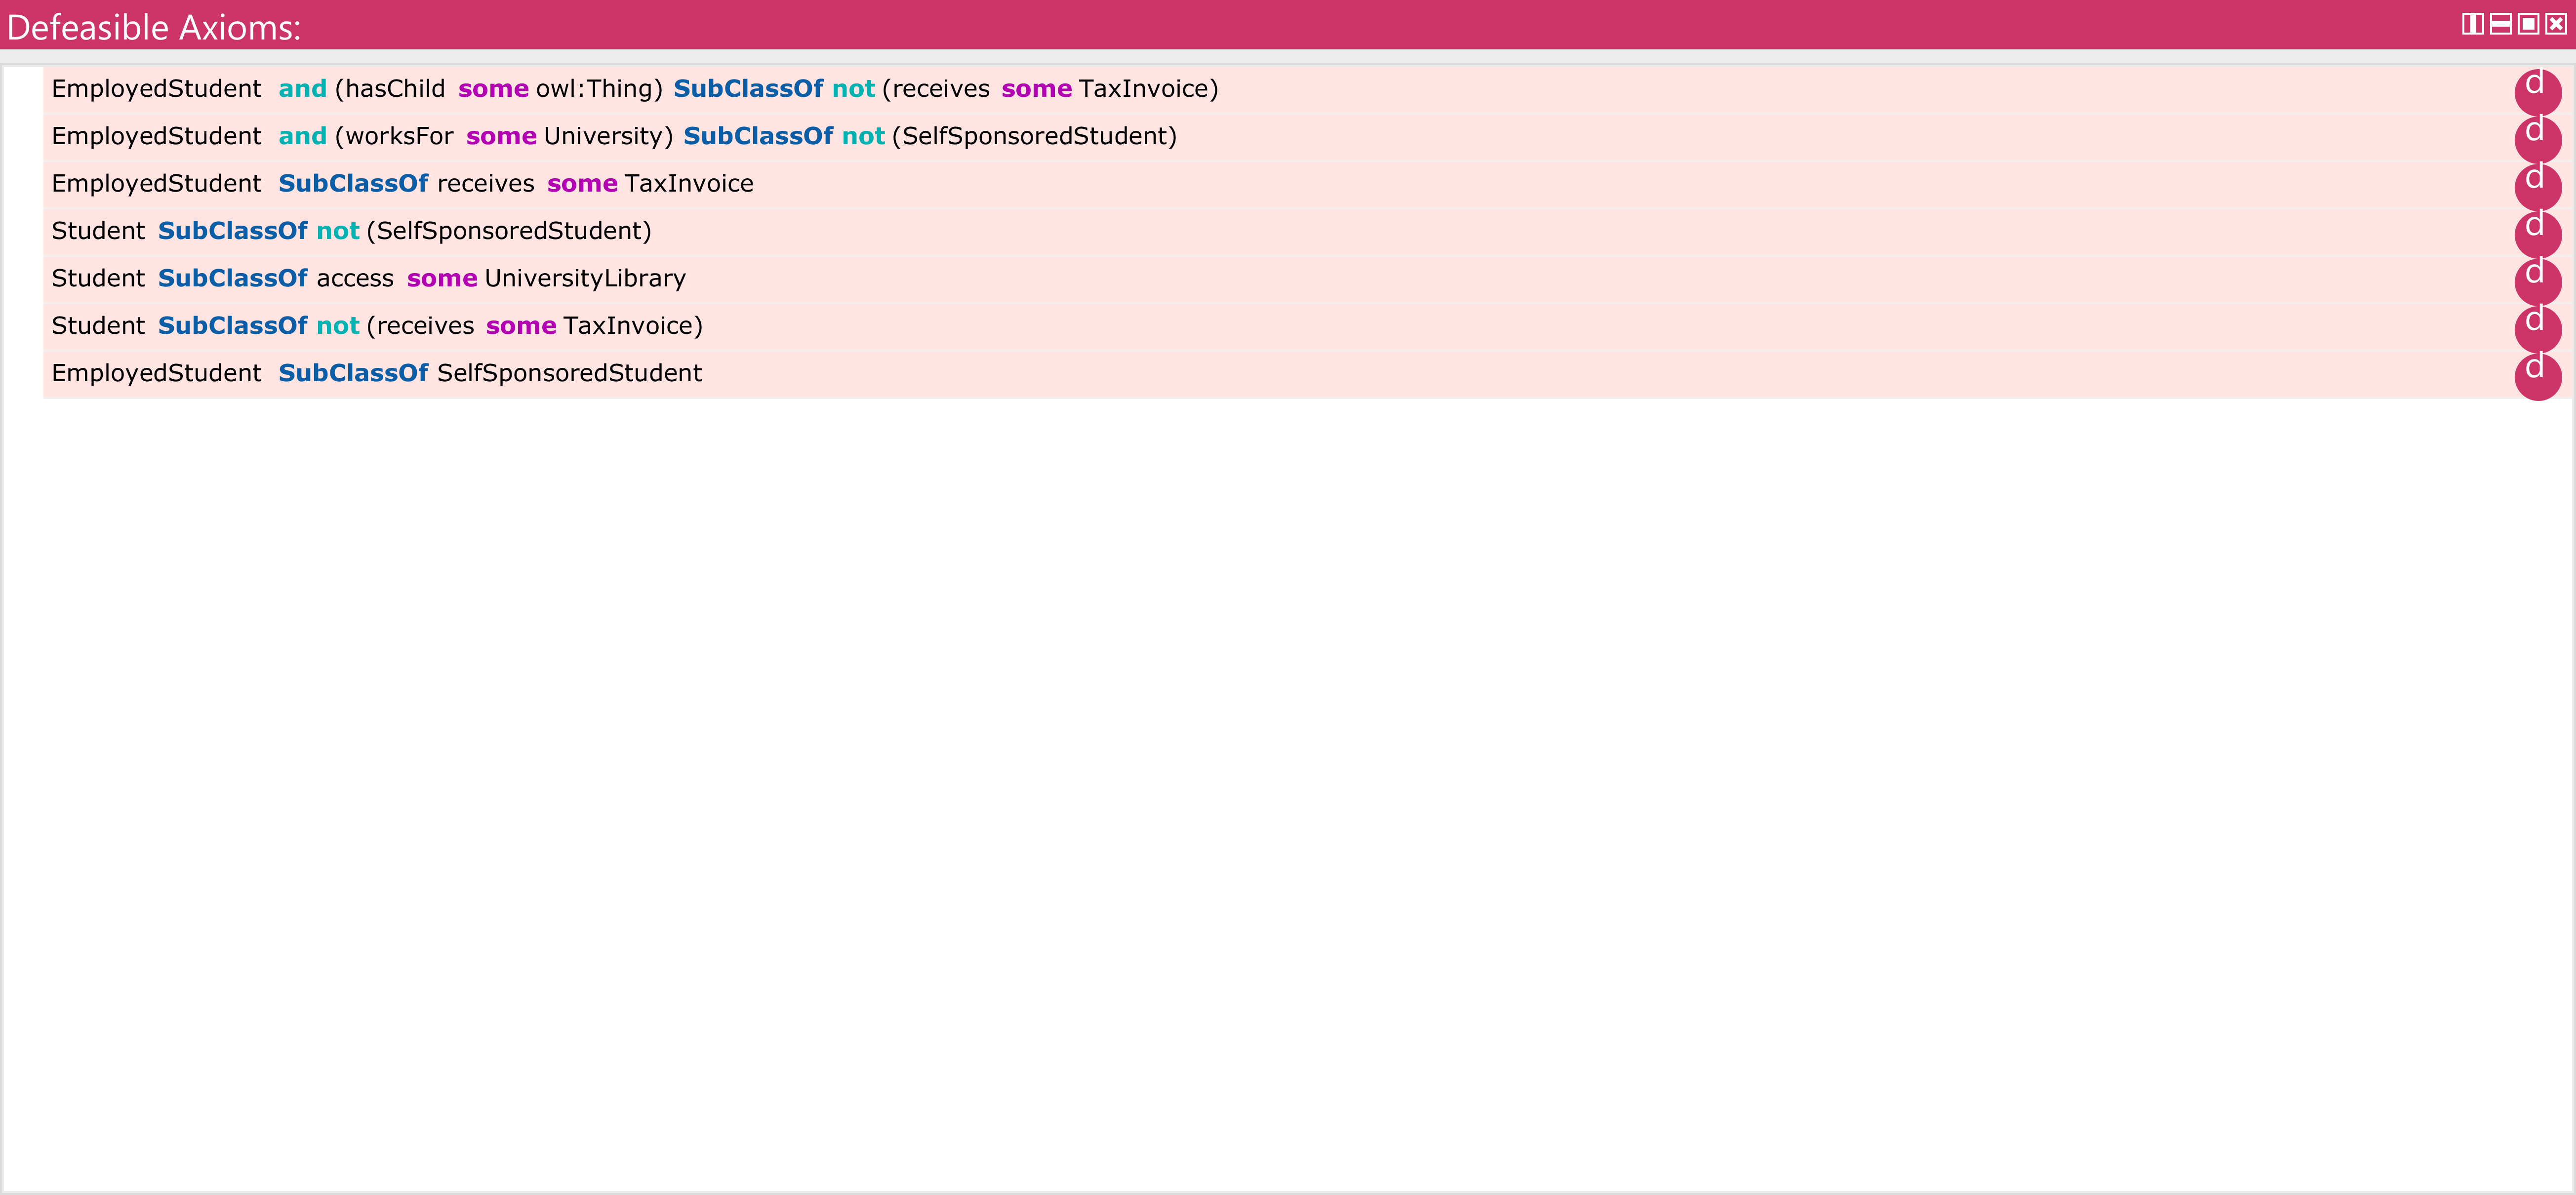 Defeasible Axioms:
EmployedStudent and (hasChild some owl:Thing) SubClassOf not (receives some TaxInvoice) d
EmployedStudent and (worksFor some University) SubClassOf not (SelfSponsoredStudent) d
EmployedStudent SubClassOf receives some TaxInvoice d
Student SubClassOf not (SelfSponsoredStudent) d
Student SubClassOf access some UniversityLibrary d
Student SubClassOf not (receives some TaxInvoice) d
EmployedStudent SubClassOf SelfSponsoredStudent d